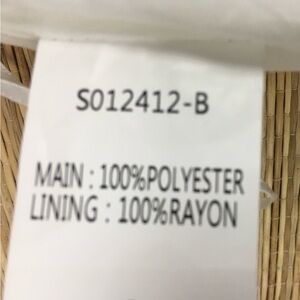 S012412-B
MAIN : 100%POLYESTER
LINING : 100%RAYON